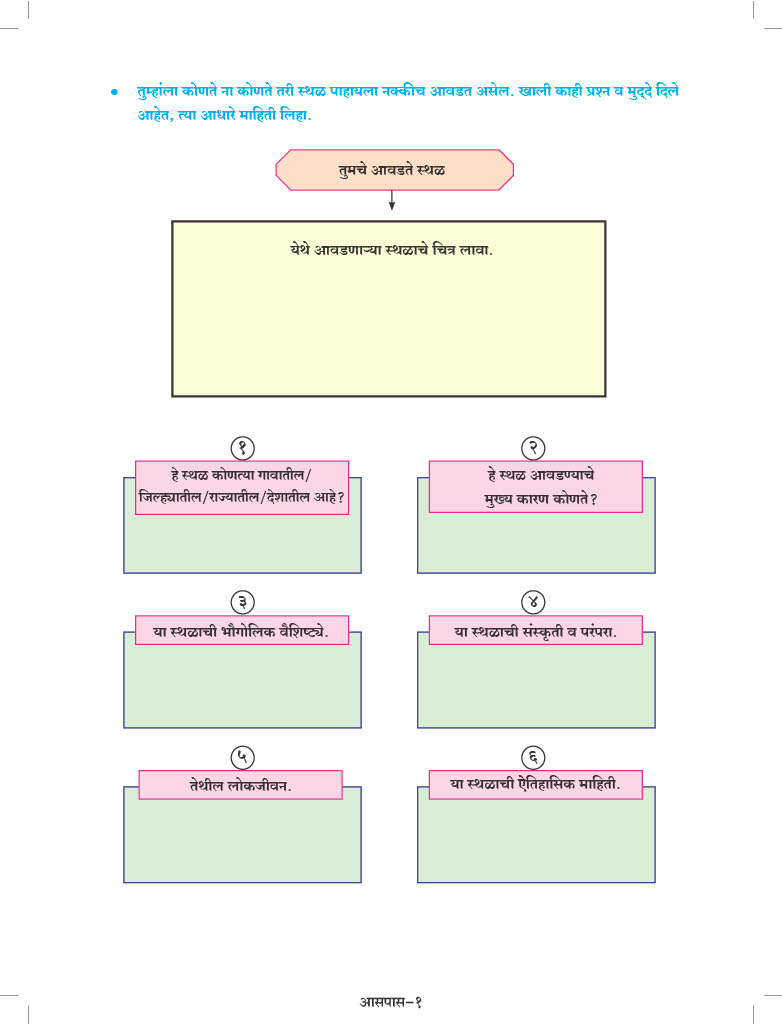 • तुम्हांला कोणते ना कोणते तरी स्थळ पाहायला नक्कीच आवडत असेल. खाली काही प्रश्न व मुद्‌दे दिले
आहेत, त्या आधारे माहिती लिहा.
तुमचे आवडते स्थळ
येथे आवडणाऱ्या स्थळाचे चित्र लावा.
१
हे स्थळ कोणत्या गावातील/
जिल्ह्यातील/राज्यातील/देशातील आहे?
२
हे स्थळ आवडण्याचे
मुख्य कारण कोणते?
३
या स्थळाची भौगोलिक वैशिष्ट्ये.
४
या स्थळाची संस्कृती व परंपरा.
५
तेथील लोकजीवन.
६
या स्थळाची ऐतिहासिक माहिती.
आसपास-१